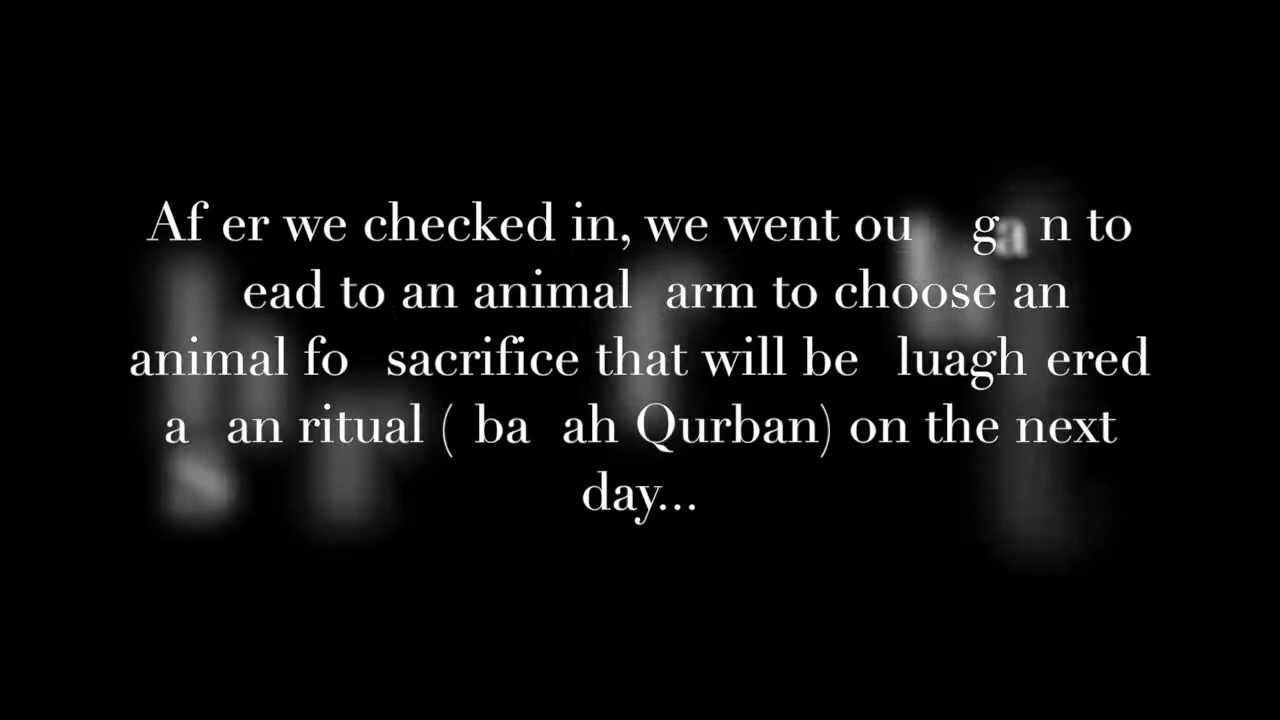 Af er we checked in, we went ou ga n to
ead to an animal arm to choose an
animal fo sacrifice that will be luagh ered
a an ritual ( ba ah Qurban) on the next
day...